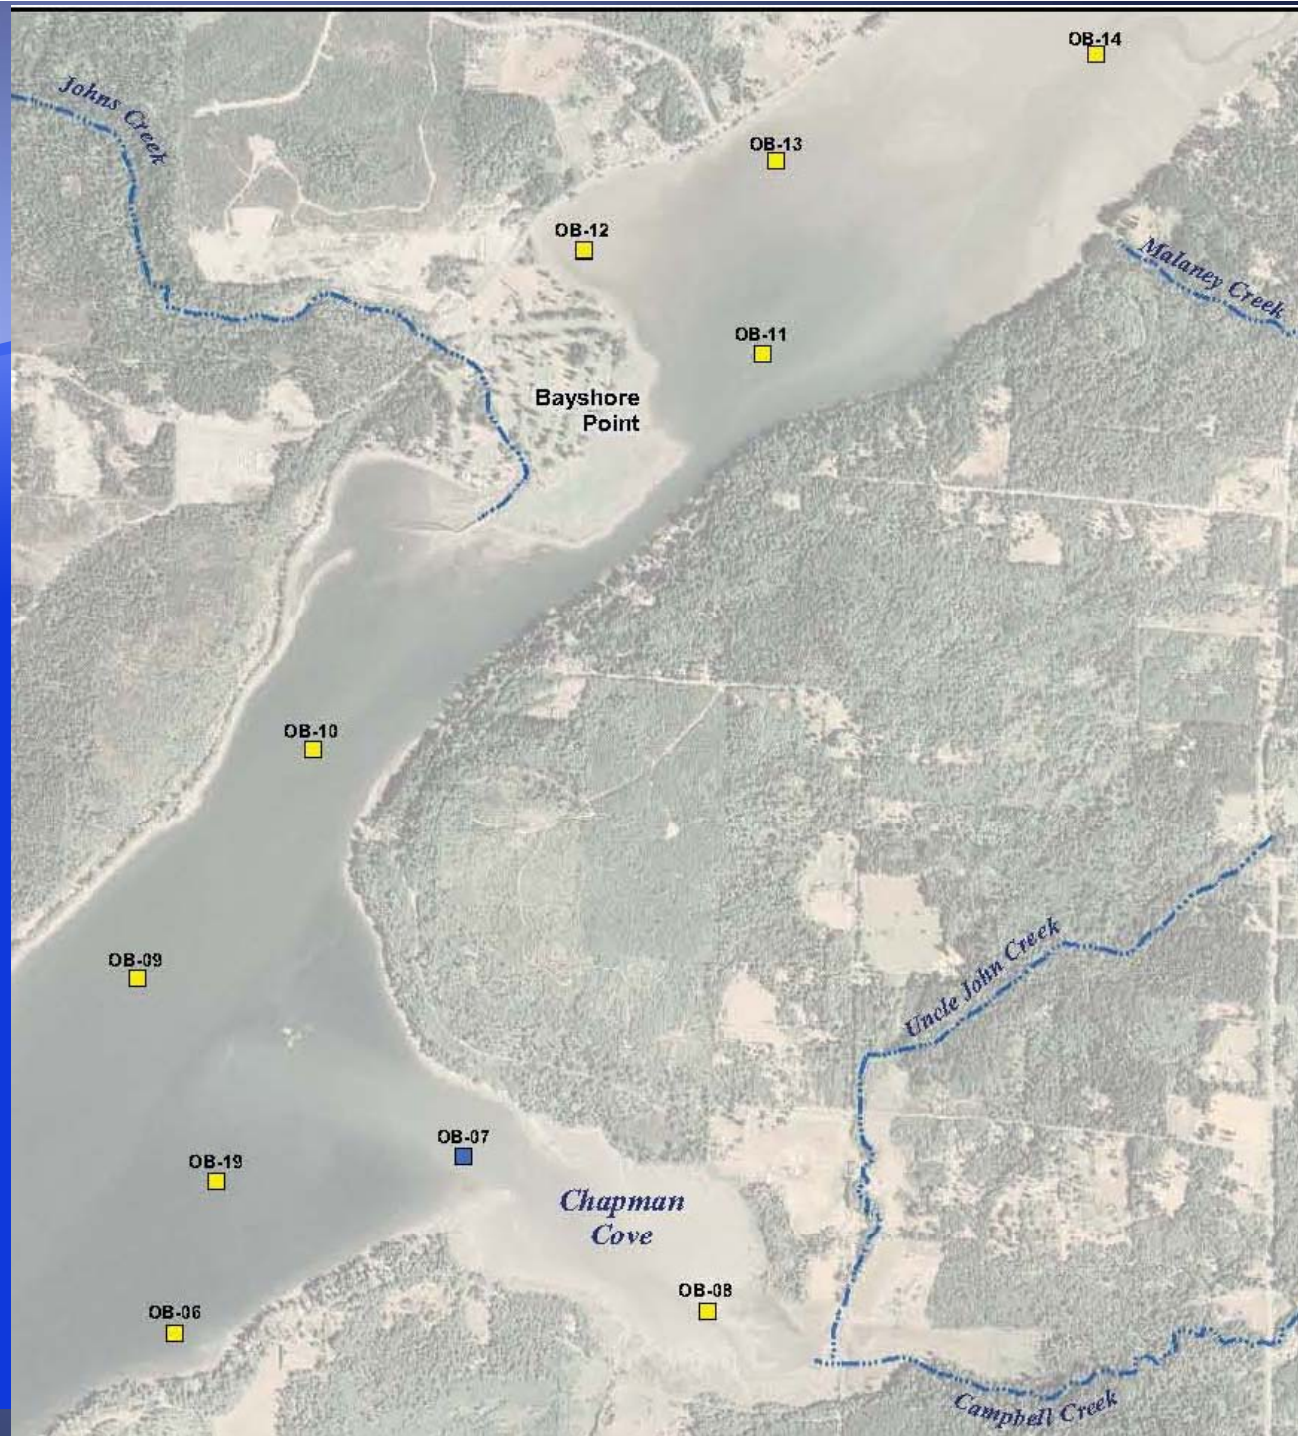 OB-14
Johns Creek
OB-13
OB-12
Malaney Creek
OB-11
Bayshore
Point
OB-10
Uncle John Creek
OB-09
OB-07
OB-19
Chapman
Cove
OB-08
OB-06
Campbell Creek